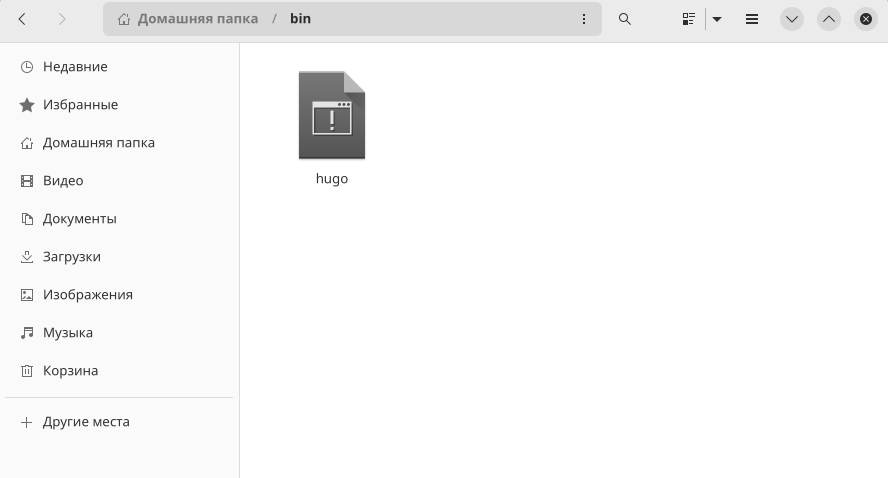 Домашняя папка / bin
Недавние
Избранные
Домашняя папка
Видео
Документы
Загрузки
Изображения
Музыка
Корзина
Другие места
hugo